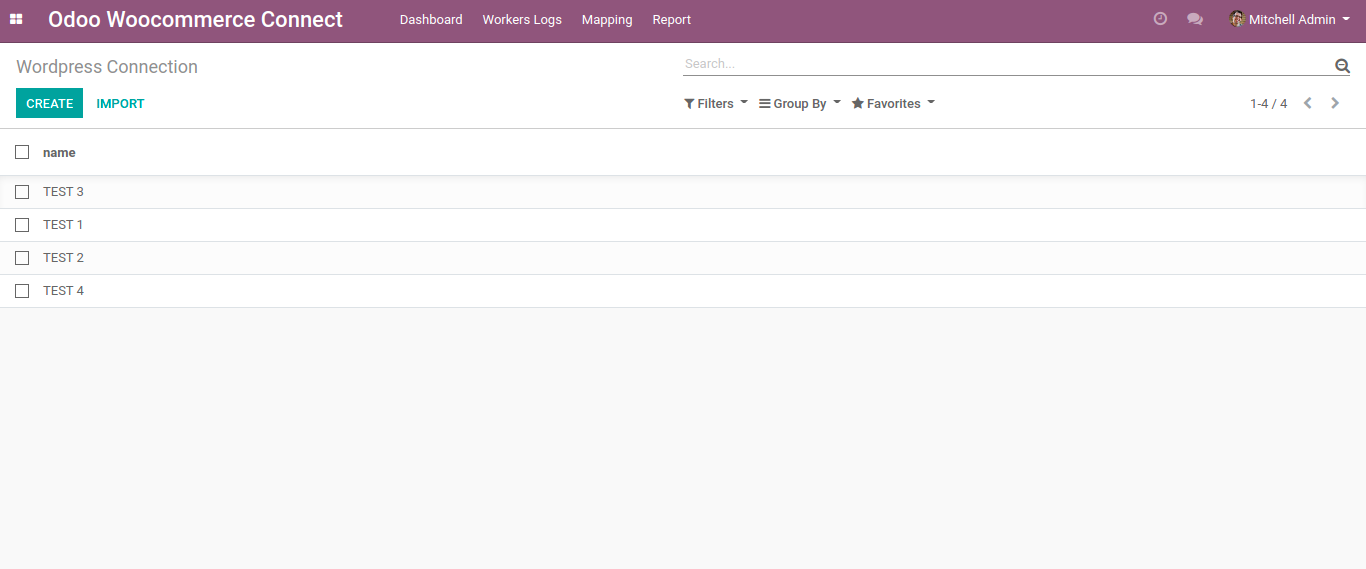 Odoo Woocommerce Connect Dashboard Workers Logs Mapping Report Mitchell Admin
Wordpress Connection Search...
CREATE IMPORT Filters Group By Favorites 1-4 / 4
name
TEST 3
TEST 1
TEST 2
TEST 4